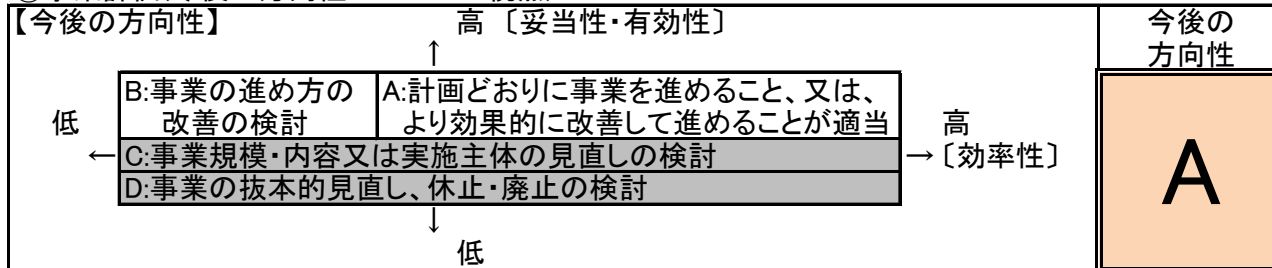 【今後の方向性】
高 〔妥当性・有効性〕
↑
今後の
方向性
B:事業の進め方の
改善の検討
A:計画どおりに事業を進めること、又は、
より効果的に改善して進めることが適当
低
←
高
→〔効率性〕
C:事業規模・内容又は実施主体の見直しの検討
D:事業の抜本的見直し、休止・廃止の検討
↓
低
A